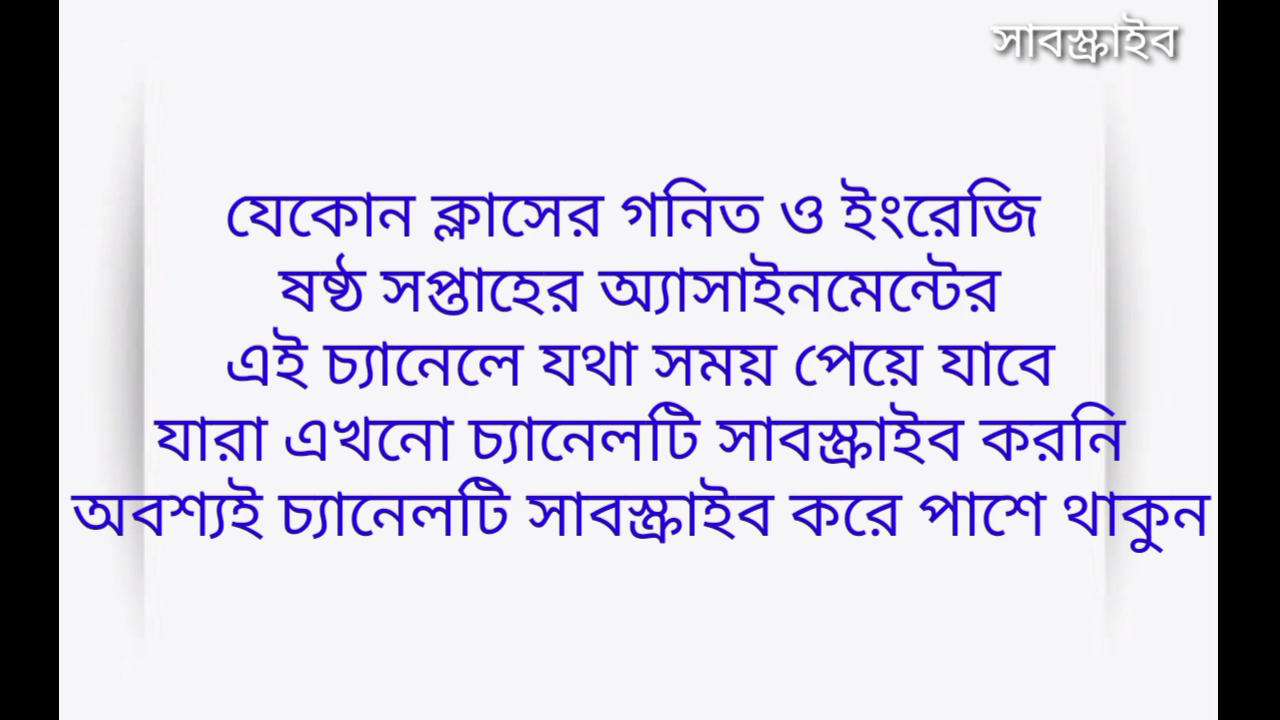 সাবস্ক্রাইব
যেকোন ক্লাসের গনিত ও ইংরেজি
ষষ্ঠ সপ্তাহের অ্যাসাইনমেন্টের
এই চ্যানেলে যথা সময় পেয়ে যাবে
যারা এখনো চ্যানেলটি সাবস্ক্রাইব করনি
অবশ্যই চ্যানেলটি সাবস্ক্রাইব করে পাশে থাকুন